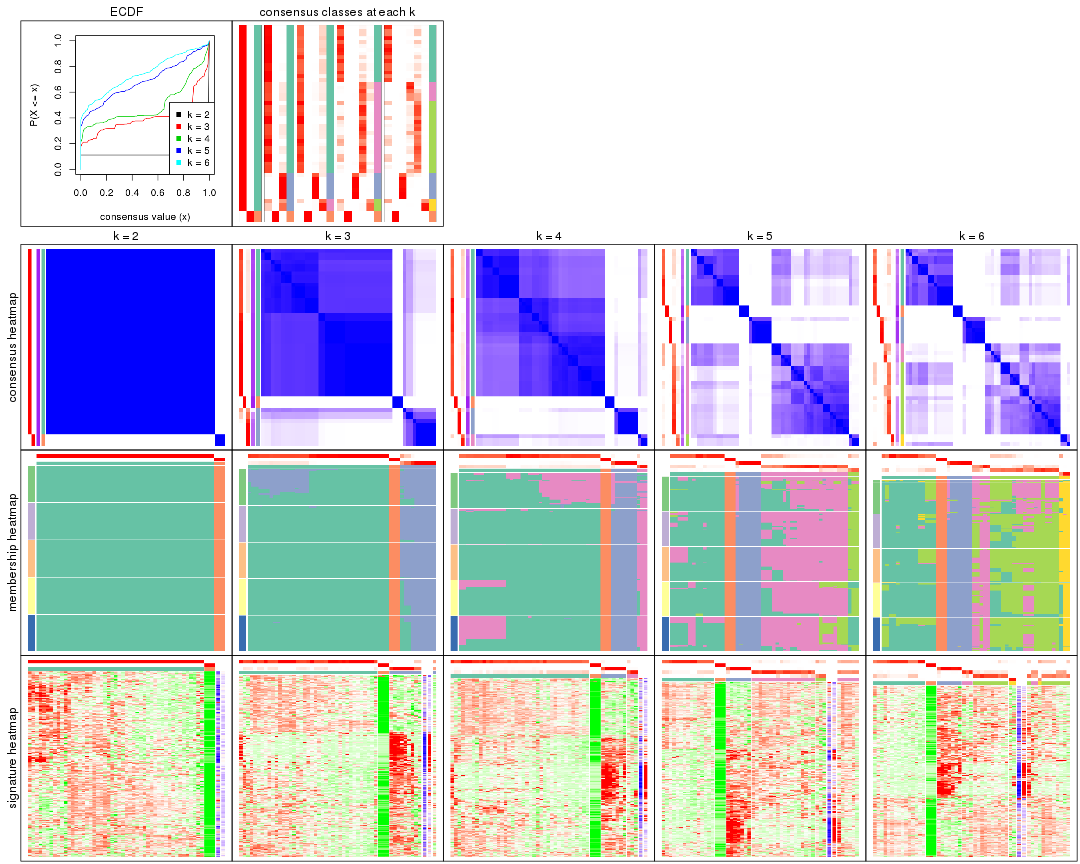 ECDF
consensus classes at each k
P(X <= x)
1.0
0.8
0.6
0.4
0.2
0.0
k = 2
k = 3
k = 4
k = 5
k = 6
0.0 0.2 0.4 0.6 0.8 1.0
consensus value (x)
k = 2 k = 3 k = 4 k = 5 k = 6
consensus heatmap
membership heatmap
signature heatmap